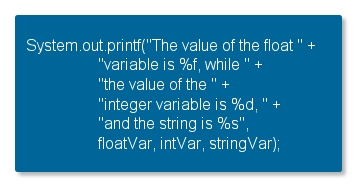 System.out.printf("The value of the float " +
"variable is %f, while " +
"the value of the " +
"integer variable is %d, " +
"and the string is %s",
floatVar, intVar, stringVar);